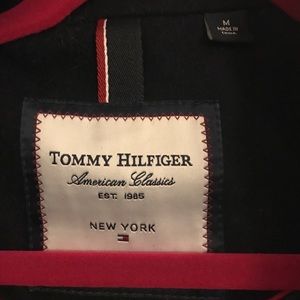 M
MADE IN
TOMMY HILFIGER
American Classics
EST. 1985
NEW YORK